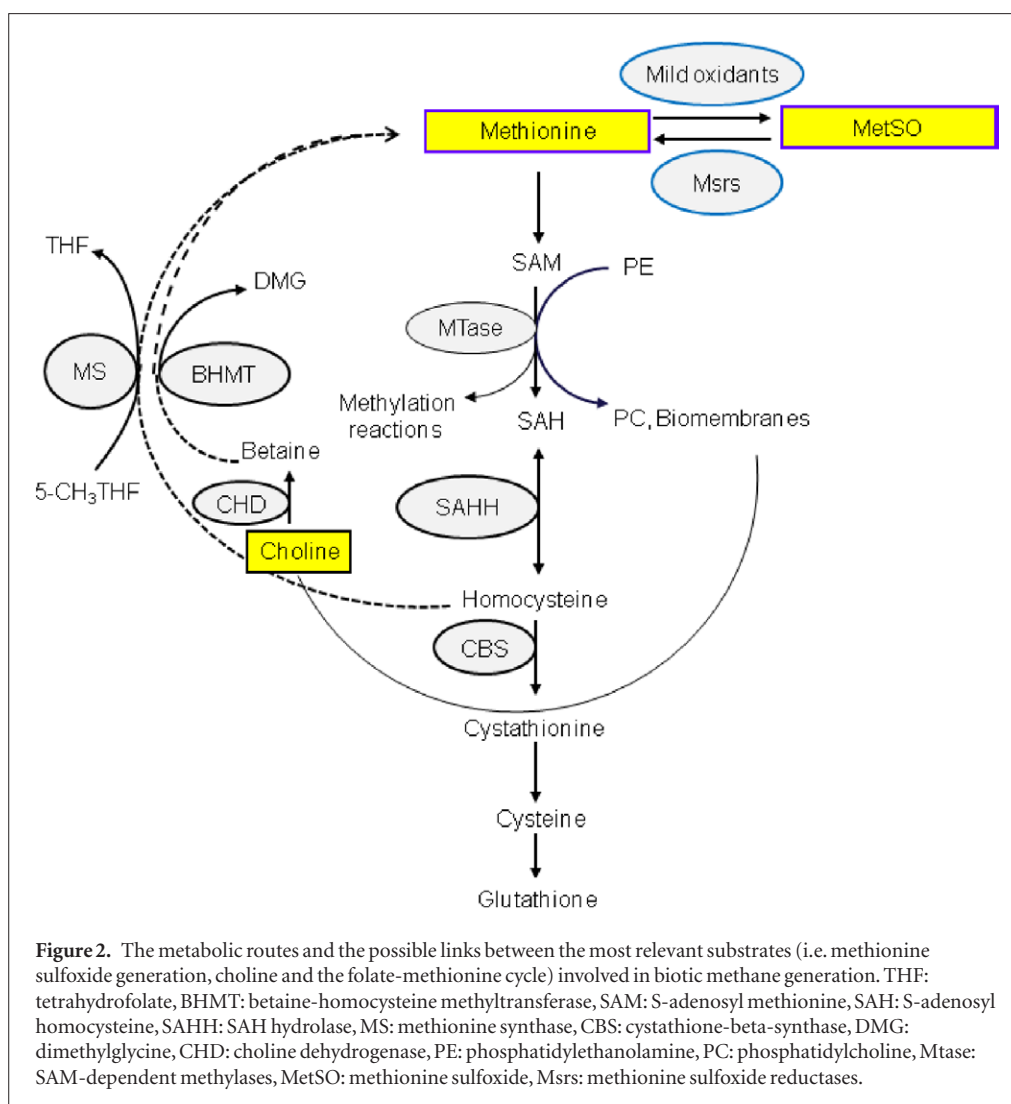 Mild oxidants
Methionine
MetSO
Msrs
THF
DMG
SAM
PE
MTase
MS
BHMT
Methylation
reactions
SAH
PC, Biomembranes
Betaine
5-CH₃THF
CHD
SAHH
Choline
Homocysteine
CBS
Cystathionine
Cysteine
Glutathione
Figure 2. The metabolic routes and the possible links between the most relevant substrates (i.e. methionine
sulfoxide generation, choline and the folate-methionine cycle) involved in biotic methane generation. THF:
tetrahydrofolate, BHMT: betaine-homocysteine methyltransferase, SAM: S-adenosyl methionine, SAH: S-adenosyl
homocysteine, SAHH: SAH hydrolase, MS: methionine synthase, CBS: cystathione-beta-synthase, DMG:
dimethylglycine, CHD: choline dehydrogenase, PE: phosphatidylethanolamine, PC: phosphatidylcholine, Mtase:
SAM-dependent methylases, MetSO: methionine sulfoxide, Msrs: methionine sulfoxide reductases.